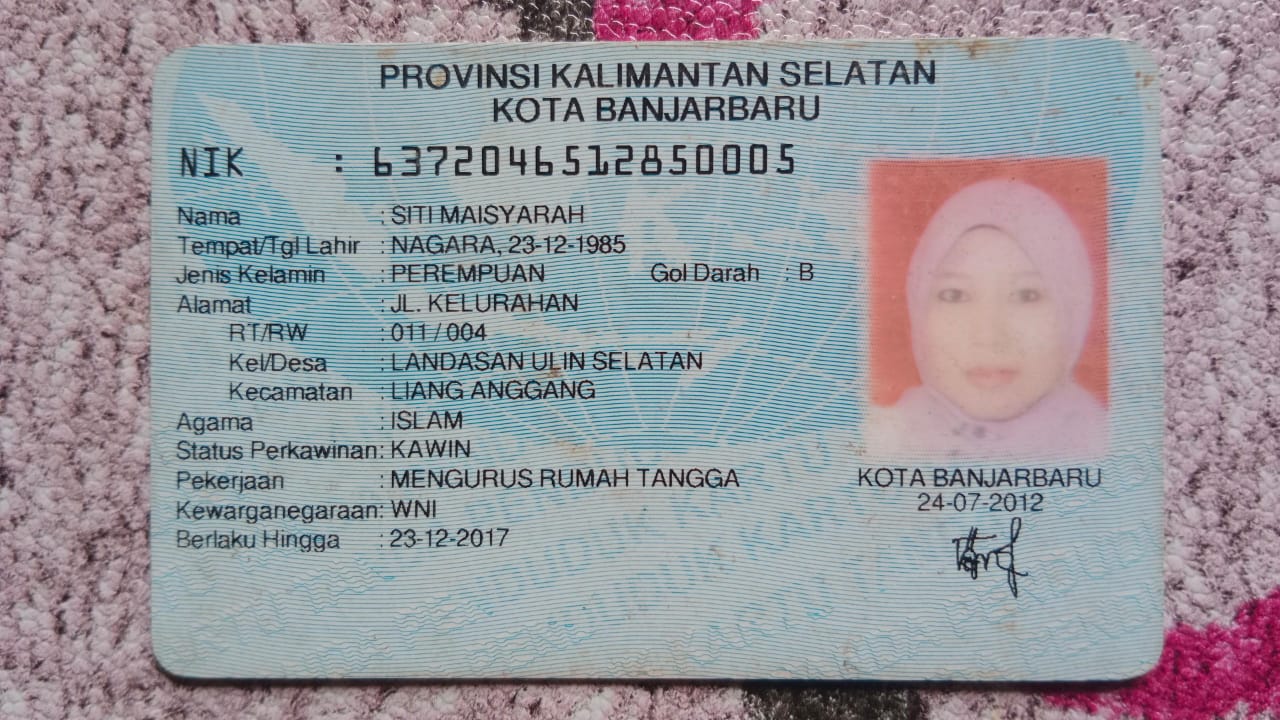 PROVINSI KALIMANTAN SELATAN
KOTA BANJARBARU
NIK : 6372046512850005
Nama : SITI MAISYARAH
Tempat/Tgl Lahir : NAGARA, 23-12-1985
Jenis Kelamin : PEREMPUAN Gol Darah : B
Alamat : JL. KELURAHAN
RT/RW : 011 / 004
Kel/Desa : LANDASAN ULIN SELATAN
Kecamatan : LIANG ANGGANG
Agama : ISLAM
Status Perkawinan: KAWIN
Pekerjaan : MENGURUS RUMAH TANGGA
Kewarganegaraan: WNI
Berlaku Hingga : 23-12-2017
KOTA BANJARBARU
24-07-2012